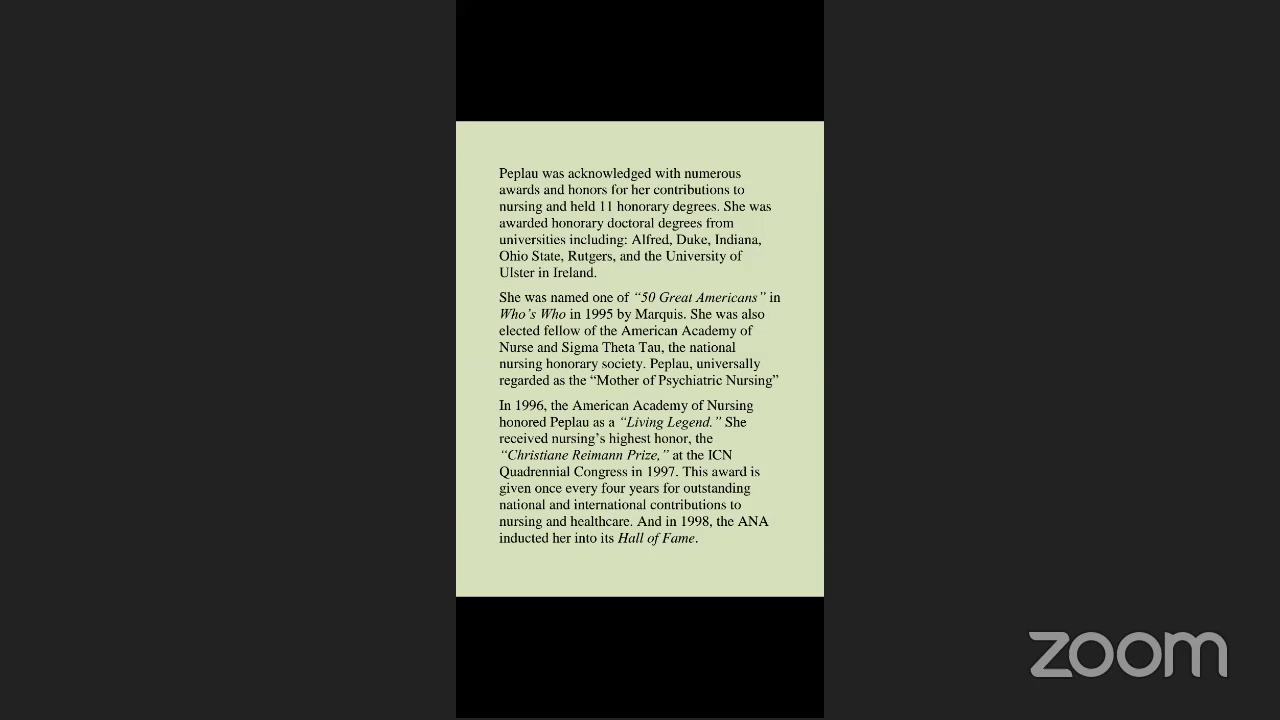 Peplau was acknowledged with numerous
awards and honors for her contributions to
nursing and held 11 honorary degrees. She was
awarded honorary doctoral degrees from
universities including: Alfred, Duke, Indiana,
Ohio State, Rutgers, and the University of
Ulster in Ireland.
She was named one of “50 Great Americans” in
Who’s Who in 1995 by Marquis. She was also
elected fellow of the American Academy of
Nurse and Sigma Theta Tau, the national
nursing honorary society. Peplau, universally
regarded as the “Mother of Psychiatric Nursing”
In 1996, the American Academy of Nursing
honored Peplau as a “Living Legend.” She
received nursing’s highest honor, the
“Christiane Reimann Prize,” at the ICN
Quadrennial Congress in 1997. This award is
given once every four years for outstanding
national and international contributions to
nursing and healthcare. And in 1998, the ANA
inducted her into its Hall of Fame.
zoom